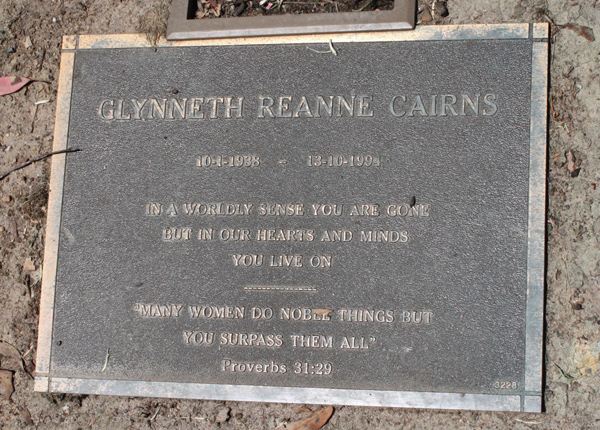 GLYNNETH REANNE CAIRNS
10-1-1938 - 13-10-1994
IN A WORLDLY SENSE YOU ARE GONE
BUT IN OUR HEARTS AND MINDS
YOU LIVE ON
"MANY WOMEN DO NOBLE THINGS BUT
YOU SURPASS THEM ALL"
Proverbs 31:29
3228